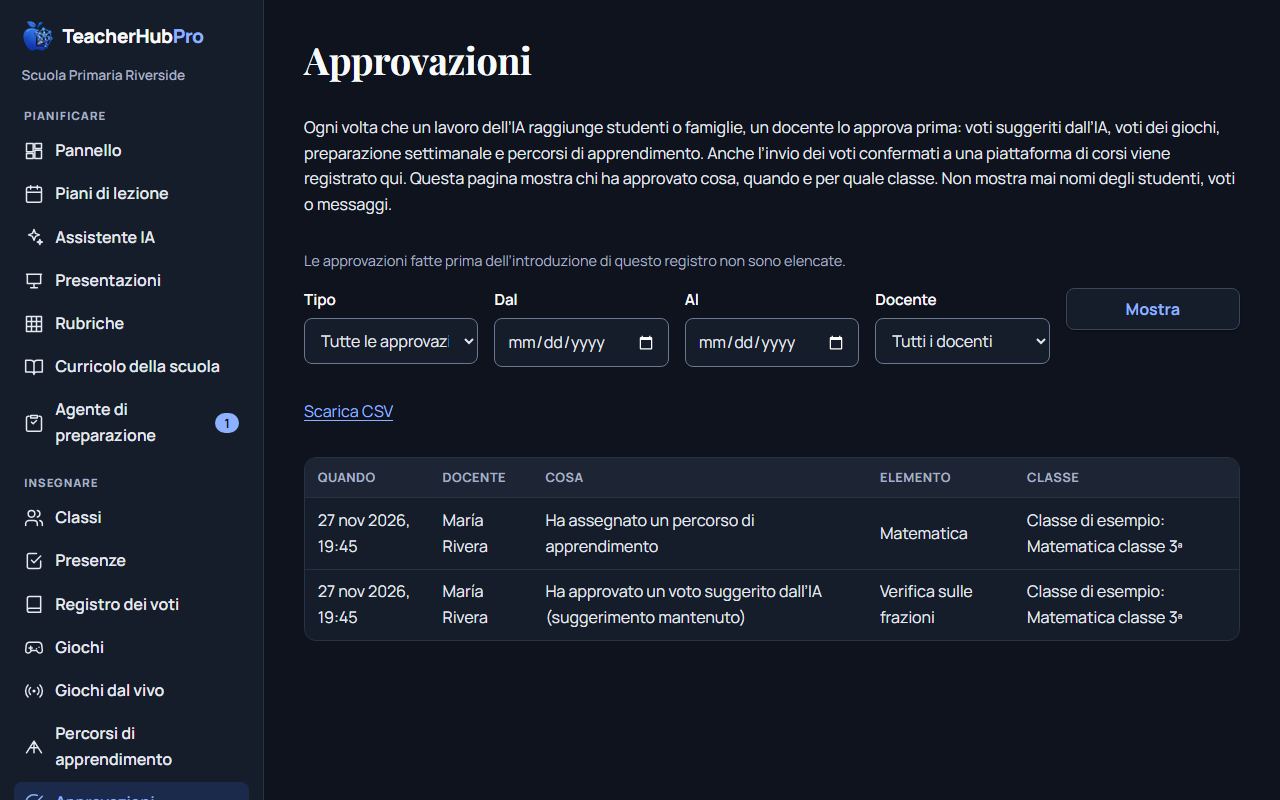 TeacherHubPro
Scuola Primaria Riverside
PIANIFICARE
Pannello
Piani di lezione
Assistente IA
Presentazioni
Rubriche
Curricolo della scuola
Agente di
preparazione
1
INSEGNARE
Classi
Presenze
Registro dei voti
Giochi
Giochi dal vivo
Percorsi di
apprendimento
Approvazioni
Approvazioni
Ogni volta che un lavoro dell'IA raggiunge studenti o famiglie, un docente lo approva prima: voti suggeriti dall'IA, voti dei giochi,
preparazione settimanale e percorsi di apprendimento. Anche l'invio dei voti confermati a una piattaforma di corsi viene
registrato qui. Questa pagina mostra chi ha approvato cosa, quando e per quale classe. Non mostra mai nomi degli studenti, voti
o messaggi.
Le approvazioni fatte prima dell'introduzione di questo registro non sono elencate.
Tipo Dal Al Docente
Tutte le approvazi mm/dd/yyyy mm/dd/yyyy Tutti i docenti Mostra
Scarica CSV
QUANDO DOCENTE COSA ELEMENTO CLASSE
27 nov 2026, María Ha assegnato un percorso di Matematica Classe di esempio:
19:45 Rivera apprendimento Matematica classe 3ª
27 nov 2026, María Ha approvato un voto suggerito dall'IA Verifica sulle Classe di esempio:
19:45 Rivera (suggerimento mantenuto) frazioni Matematica classe 3ª